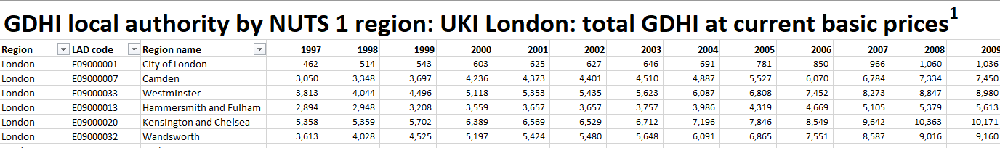 GDHI local authority by NUTS 1 region: UKI London: total GDHI at current basic prices1
Region LAD code Region name 1997 1998 1999 2000 2001 2002 2003 2004 2005 2006 2007 2008 2009
London E09000001 City of London 462 514 543 603 625 627 646 691 781 850 966 1,060 1,036
London E09000007 Camden 3,050 3,348 3,697 4,236 4,373 4,401 4,510 4,887 5,527 6,070 6,784 7,334 7,450
London E09000033 Westminster 3,813 4,044 4,496 5,118 5,353 5,435 5,623 6,087 6,808 7,452 8,273 8,847 8,980
London E09000013 Hammersmith and Fulham 2,894 2,948 3,208 3,559 3,657 3,657 3,757 3,986 4,319 4,669 5,105 5,379 5,613
London E09000020 Kensington and Chelsea 5,358 5,359 5,702 6,389 6,569 6,529 6,712 7,196 7,846 8,549 9,642 10,363 10,171
London E09000032 Wandsworth 3,613 4,028 4,525 5,197 5,424 5,480 5,648 6,091 6,865 7,551 8,587 9,016 9,160